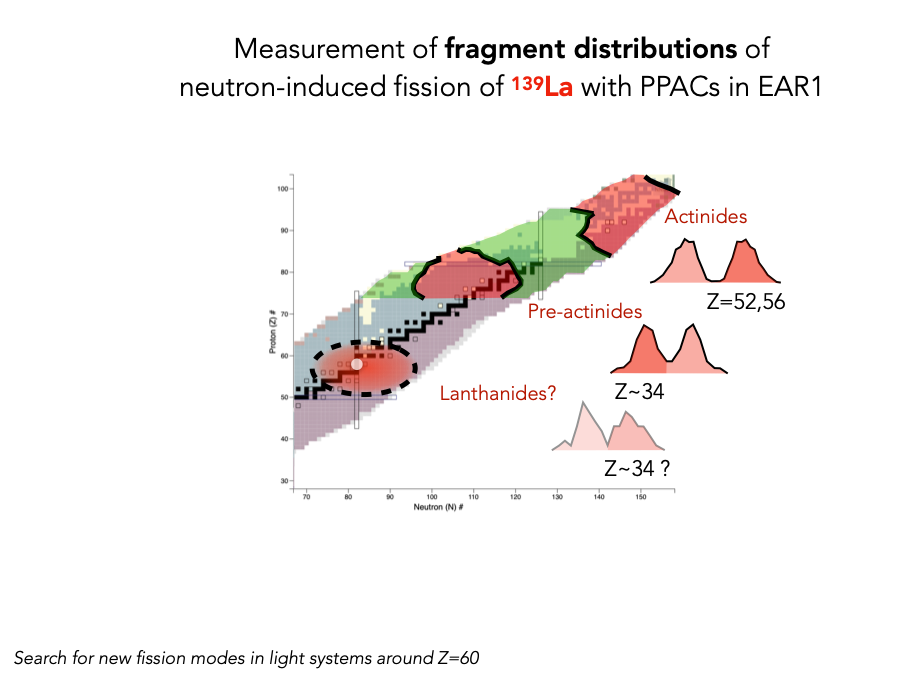 Measurement of fragment distributions of
neutron-induced fission of ¹³⁹La with PPACs in EAR1
100
90
80
70
60
50
40
30
Proton (Z) #
70 80 90 100 110 120 130 140 150
Neutron (N) #
Actinides
Z=52,56
Pre-actinides
Z~34
Lanthanides?
Z~34 ?
Search for new fission modes in light systems around Z=60